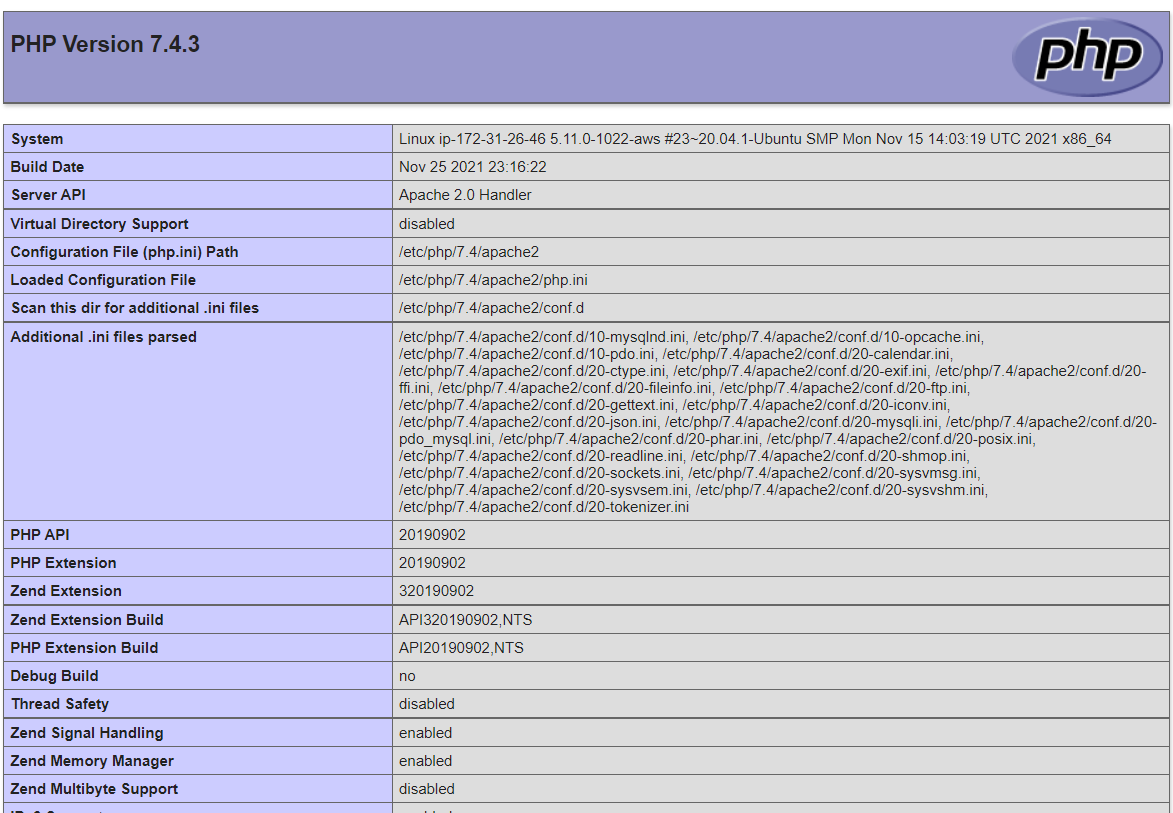 PHP Version 7.4.3
php
System Linux ip-172-31-26-46 5.11.0-1022-aws #23~20.04.1-Ubuntu SMP Mon Nov 15 14:03:19 UTC 2021 x86_64
Build Date Nov 25 2021 23:16:22
Server API Apache 2.0 Handler
Virtual Directory Support disabled
Configuration File (php.ini) Path /etc/php/7.4/apache2
Loaded Configuration File /etc/php/7.4/apache2/php.ini
Scan this dir for additional .ini files /etc/php/7.4/apache2/conf.d
Additional .ini files parsed /etc/php/7.4/apache2/conf.d/10-mysqlnd.ini, /etc/php/7.4/apache2/conf.d/10-opcache.ini,
/etc/php/7.4/apache2/conf.d/10-pdo.ini, /etc/php/7.4/apache2/conf.d/20-calendar.ini,
/etc/php/7.4/apache2/conf.d/20-ctype.ini, /etc/php/7.4/apache2/conf.d/20-exif.ini, /etc/php/7.4/apache2/conf.d/20-
ffi.ini, /etc/php/7.4/apache2/conf.d/20-fileinfo.ini, /etc/php/7.4/apache2/conf.d/20-ftp.ini,
/etc/php/7.4/apache2/conf.d/20-gettext.ini, /etc/php/7.4/apache2/conf.d/20-iconv.ini,
/etc/php/7.4/apache2/conf.d/20-json.ini, /etc/php/7.4/apache2/conf.d/20-mysqli.ini, /etc/php/7.4/apache2/conf.d/20-
pdo_mysql.ini, /etc/php/7.4/apache2/conf.d/20-phar.ini, /etc/php/7.4/apache2/conf.d/20-posix.ini,
/etc/php/7.4/apache2/conf.d/20-readline.ini, /etc/php/7.4/apache2/conf.d/20-shmop.ini,
/etc/php/7.4/apache2/conf.d/20-sockets.ini, /etc/php/7.4/apache2/conf.d/20-sysvmsg.ini,
/etc/php/7.4/apache2/conf.d/20-sysvsem.ini, /etc/php/7.4/apache2/conf.d/20-sysvshm.ini,
/etc/php/7.4/apache2/conf.d/20-tokenizer.ini
PHP API 20190902
PHP Extension 20190902
Zend Extension 320190902
Zend Extension Build API320190902,NTS
PHP Extension Build API20190902,NTS
Debug Build no
Thread Safety disabled
Zend Signal Handling enabled
Zend Memory Manager enabled
Zend Multibyte Support disabled